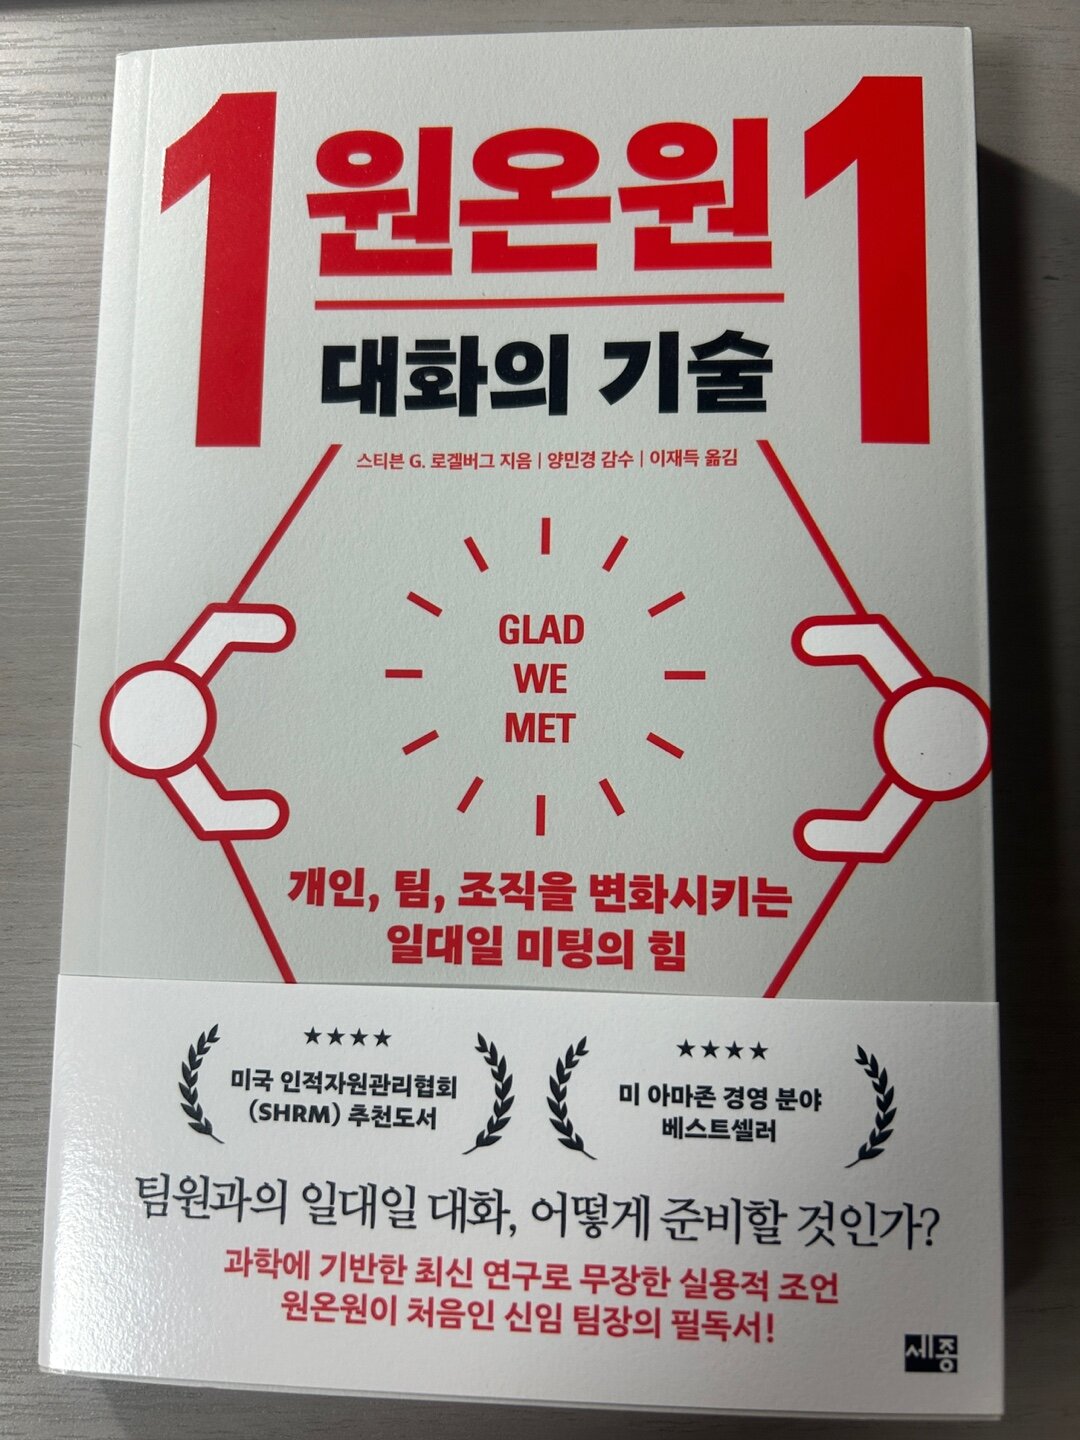 1 원온원 1
대화의 기술
스티븐 G. 로겔버그 지음 | 양민경 감수 | 이재득 옮김
GLAD
WE
MET
개인, 팀, 조직을 변화시키는
일대일 미팅의 힘
★★★★
미국 인적자원관리협회
(SHRM) 추천도서
★★★★
미 아마존 경영 분야
베스트셀러
팀원과의 일대일 대화, 어떻게 준비할 것인가?
과학에 기반한 최신 연구로 무장한 실용적 조언
원온원이 처음인 신임 팀장의 필독서!
세종